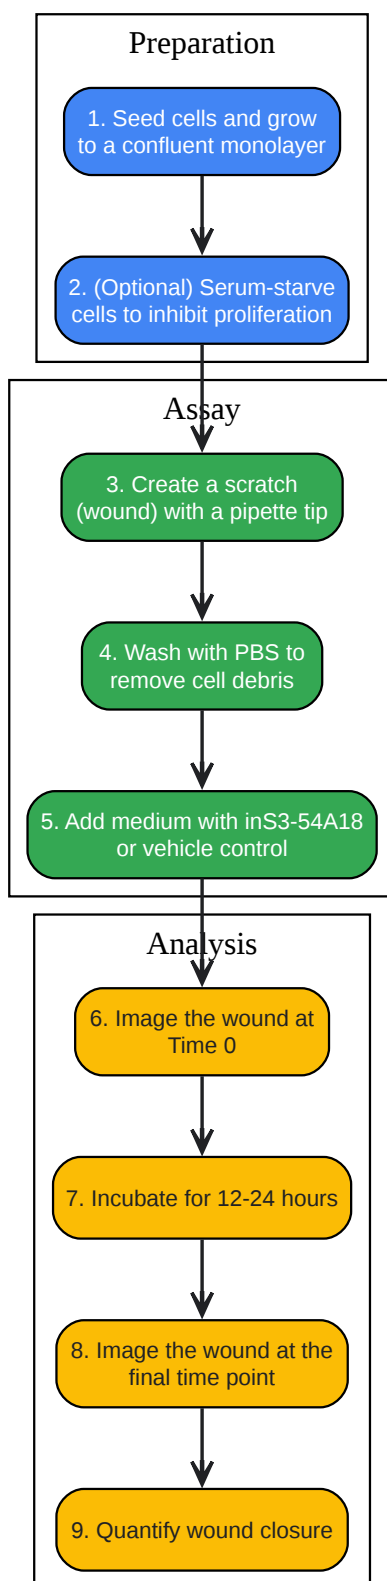 Preparation
1. Seed cells and grow
to a confluent monolayer
2. (Optional) Serum-starve
cells to inhibit proliferation
Assay
3. Create a scratch
(wound) with a pipette tip
4. Wash with PBS to
remove cell debris
5. Add medium with inS3-54A18
or vehicle control
Analysis
6. Image the wound at
Time 0
7. Incubate for 12-24 hours
8. Image the wound at the
final time point
9. Quantify wound closure